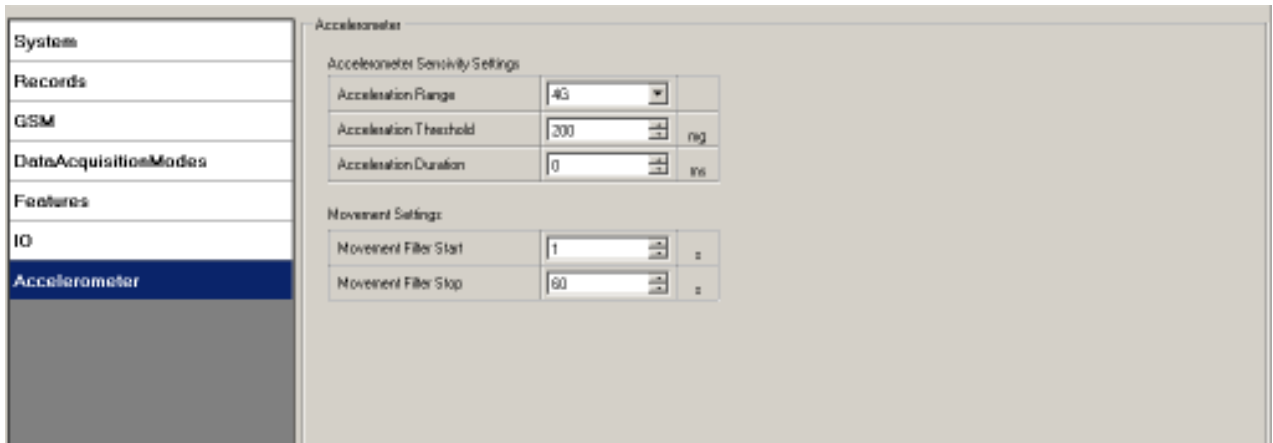 System
Records
GSM
DataAcquisitionModes
Features
IO
Accelerometer
Accelerometer
Accelerometer Sensivity Settings
Acceleration Range 4G
Acceleration Threshold 200 mg
Acceleration Duration 0 ms
Movement Settings
Movement Filter Start 1 s
Movement Filter Stop 60 s